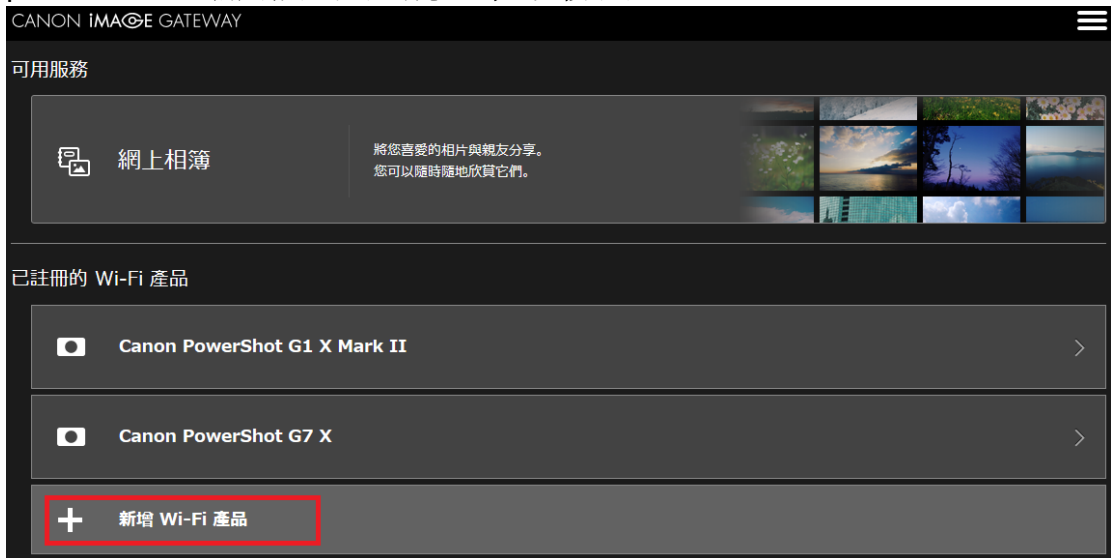 CANON iMAGE GATEWAY
可用服務
網上相簿
將您喜愛的相片與親友分享。
您可以隨時隨地欣賞它們。
已註冊的 Wi-Fi 產品
Canon PowerShot G1 X Mark II
Canon PowerShot G7 X
新增 Wi-Fi 產品